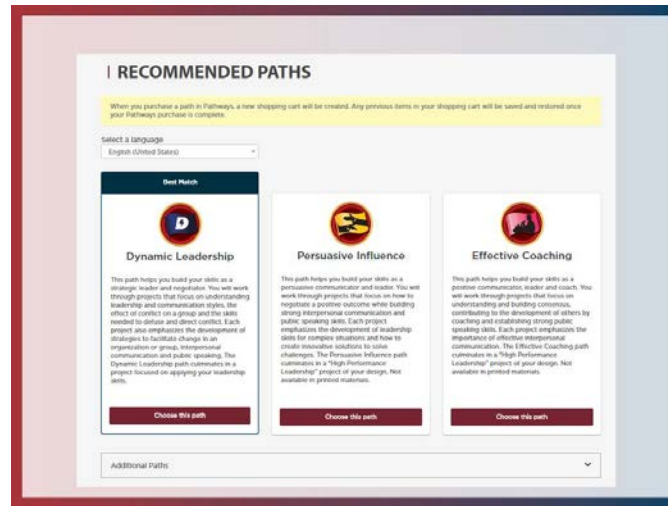 RECOMMENDED PATHS
When you purchase a path in Pathways, a new shopping cart will be created. Any previous items in your shopping cart will be saved and restored once
your Pathways purchase is complete.
Select a language
English (United States)
Best Match
Dynamic Leadership
This path helps you build your skills as a
strategic leader and negotiator. You will work
through projects that focus on understanding
leadership and communication styles, the
effect of conflict on a group and the skills
needed to defuse and direct conflict. Each
project also emphasizes the development of
strategies to facilitate change in an
organization or group, interpersonal
communication and public speaking. The
Dynamic Leadership path culminates in a
project focused on applying your leadership
skills.
Choose this path
Persuasive Influence
This path helps you build your skills as a
persuasive communicator and leader. You will
work through projects that focus on how to
negotiate a positive outcome while building
strong interpersonal communication and
public speaking skills. Each project
emphasizes the development of leadership
skills for complex situations and how to
create innovative solutions to solve
challenges. The Persuasive Influence path
culminates in a "High Performance
Leadership" project of your design. Not
available in printed materials.
Choose this path
Effective Coaching
This path helps you build your skills as a
positive communicator, leader and coach. You
will work through projects that focus on
understanding and building consensus,
contributing to the development of others by
coaching and establishing strong public
speaking skills. Each project emphasizes the
importance of effective interpersonal
communication. The Effective Coaching path
culminates in a "High Performance
Leadership" project of your design. Not
available in printed materials.
Choose this path
Additional Paths